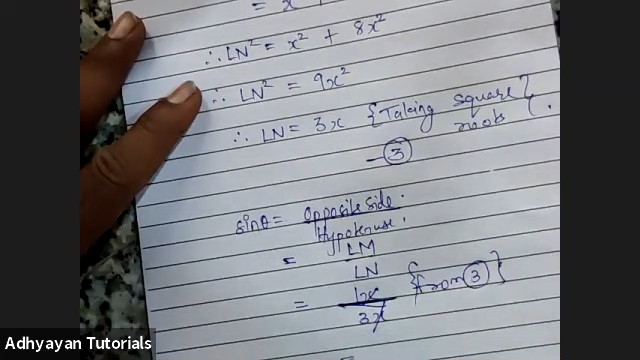 = x
∴ LN² = x² + 8x²
∴ LN² = 9x²
∴ LN = 3x {Taking square roots}.
— ③
sinθ = Opposite side.
Hypotenuse.
= LM
LN
= 1x {from ③}
3x
Adhyayan Tutorials